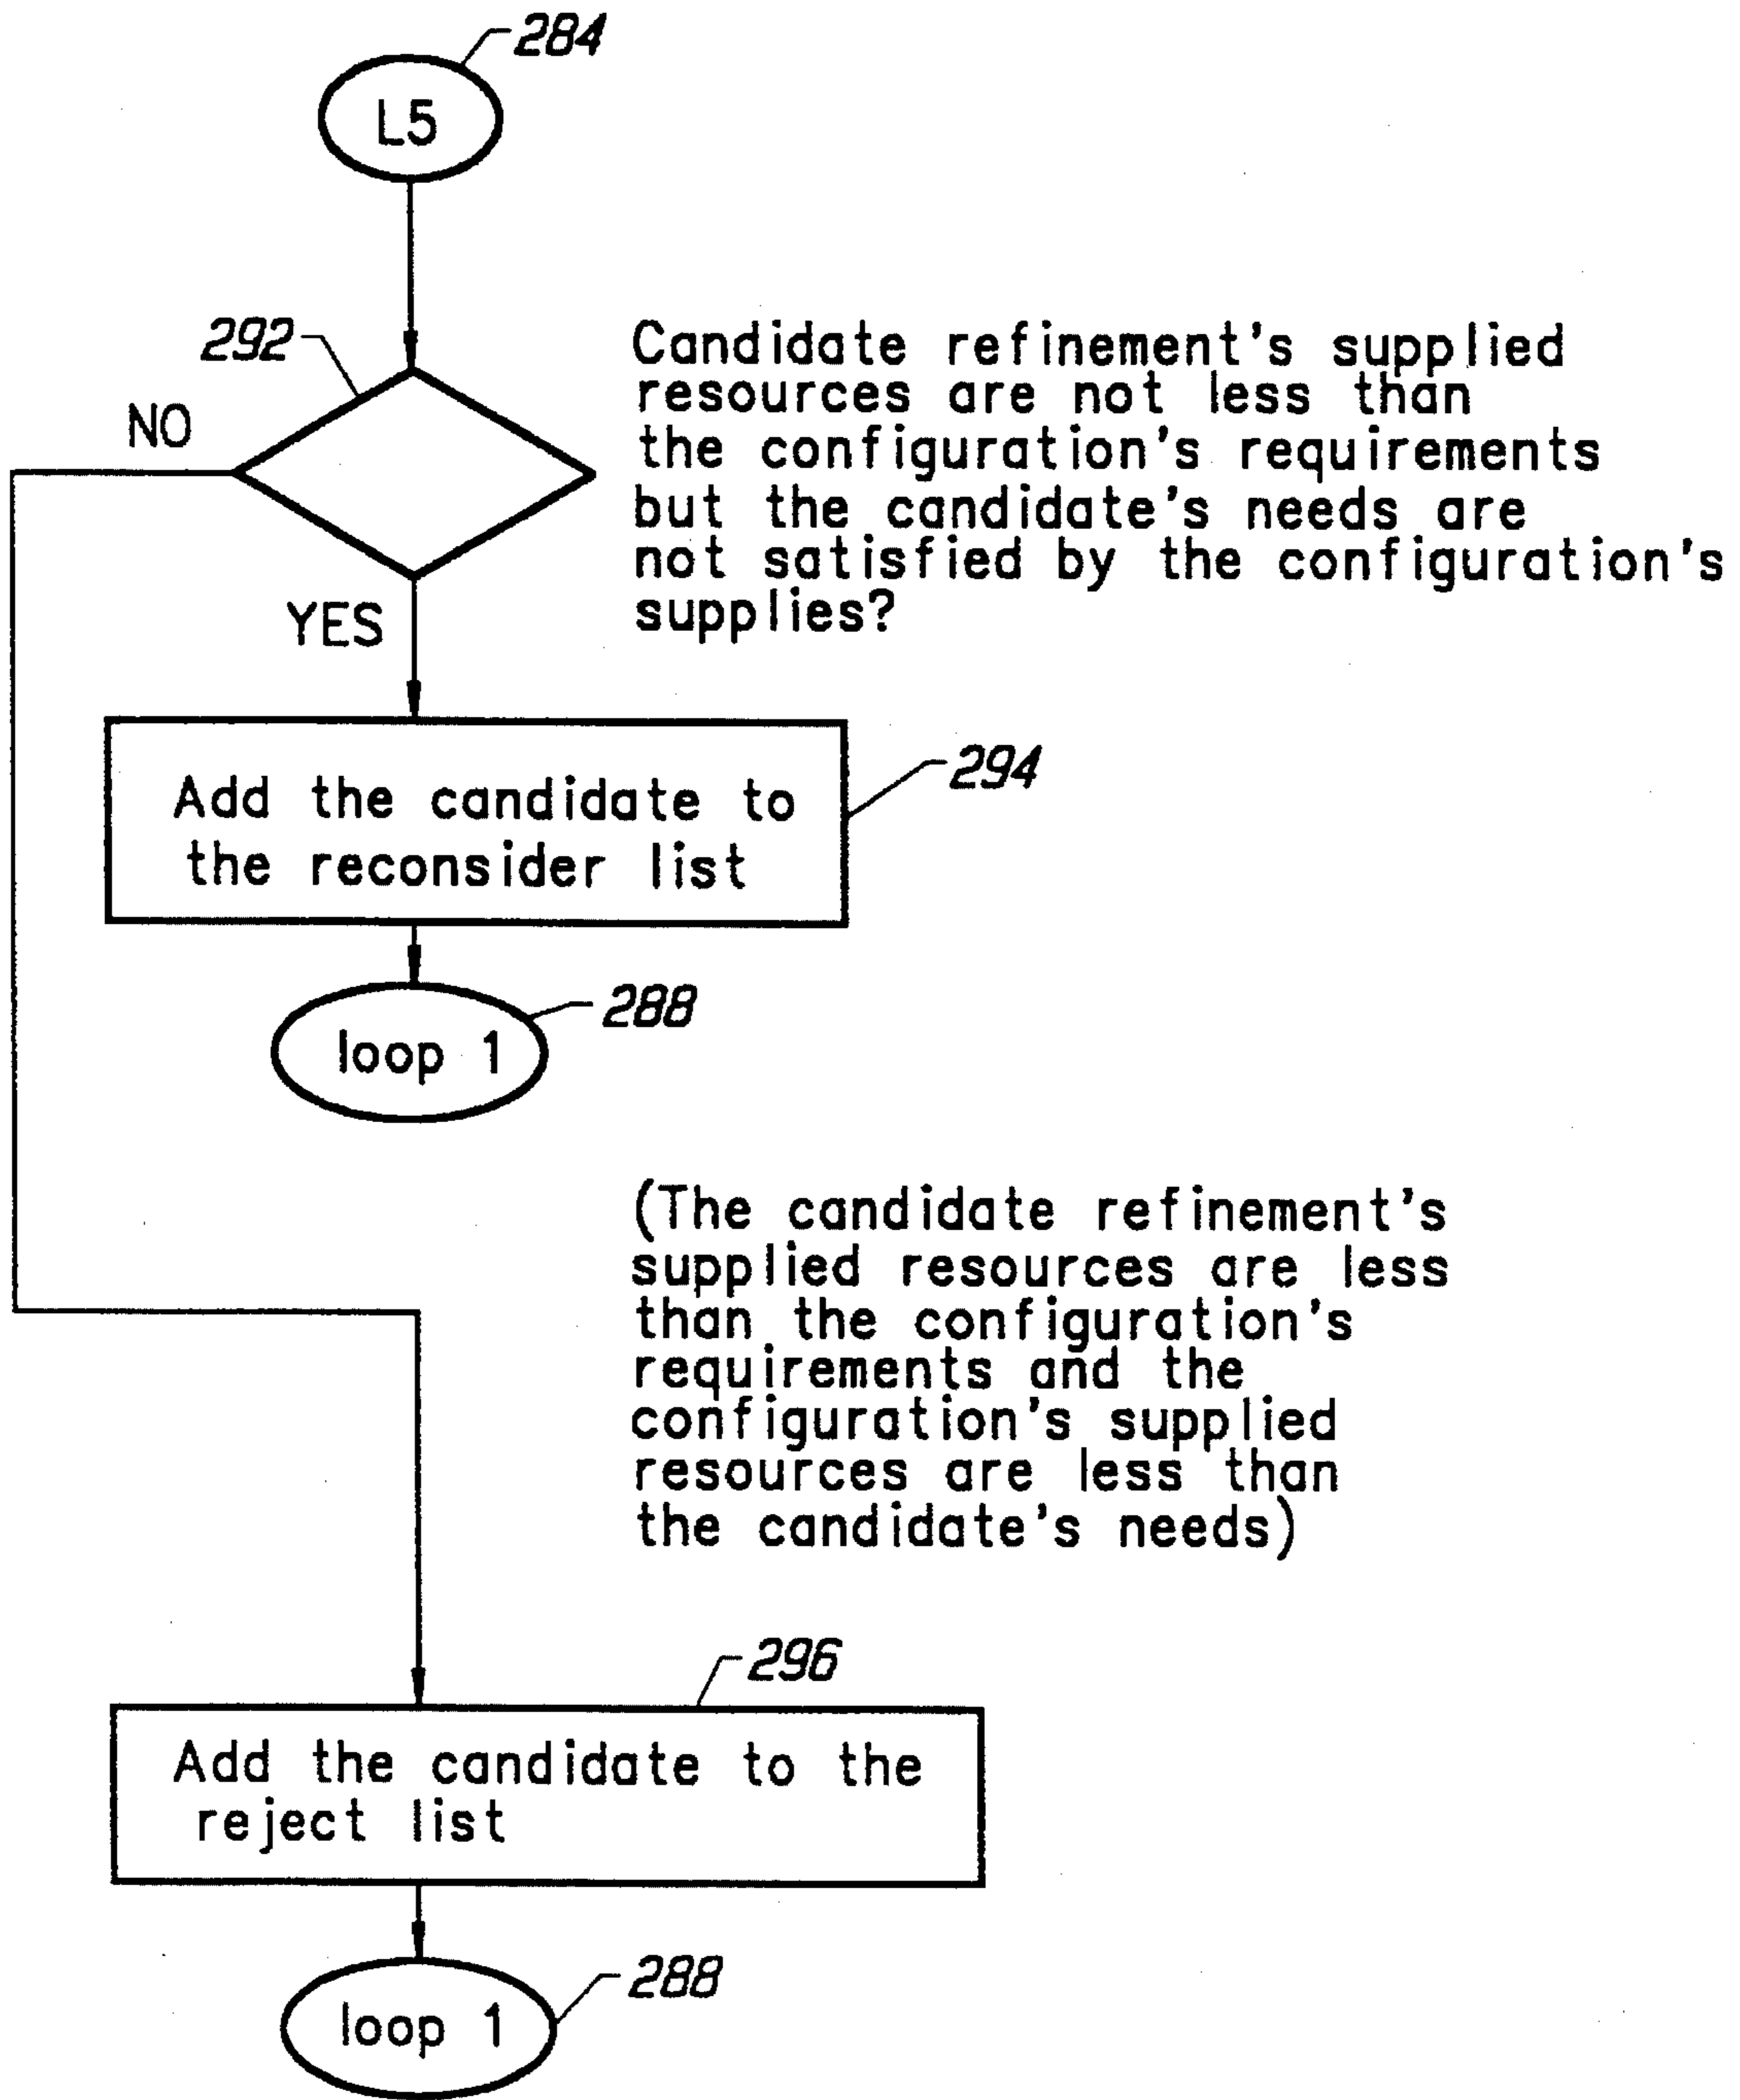 284
L5
292
NO
Candidate refinement's supplied
resources are not less than
the configuration's requirements
but the candidate's needs are
not satisfied by the configuration's
supplies?
YES
294
Add the candidate to
the reconsider list
288
loop 1
(The candidate refinement's
supplied resources are less
than the configuration's
requirements and the
configuration's supplied
resources are less than
the candidate's needs)
296
Add the candidate to the
reject list
288
loop 1